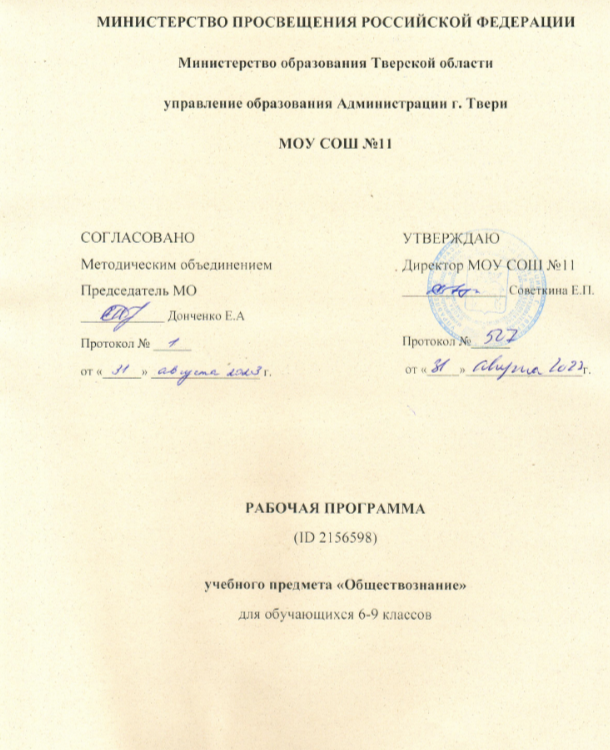 МИНИСТЕРСТВО ПРОСВЕЩЕНИЯ РОССИЙСКОЙ ФЕДЕРАЦИИ
Министерство образования Тверской области
управление образования Администрации г. Твери
МОУ СОШ №11
СОГЛАСОВАНО
Методическим объединением
Председатель МО
Донченко Е.А
Протокол № 1
от «31» августа 2023 г.
УТВЕРЖДАЮ
Директор МОУ СОШ №11
Советкина Е.П.
Протокол № 527
от «31» августа 2023 г.
РАБОЧАЯ ПРОГРАММА
(ID 2156598)
учебного предмета «Обществознание»
для обучающихся 6-9 классов